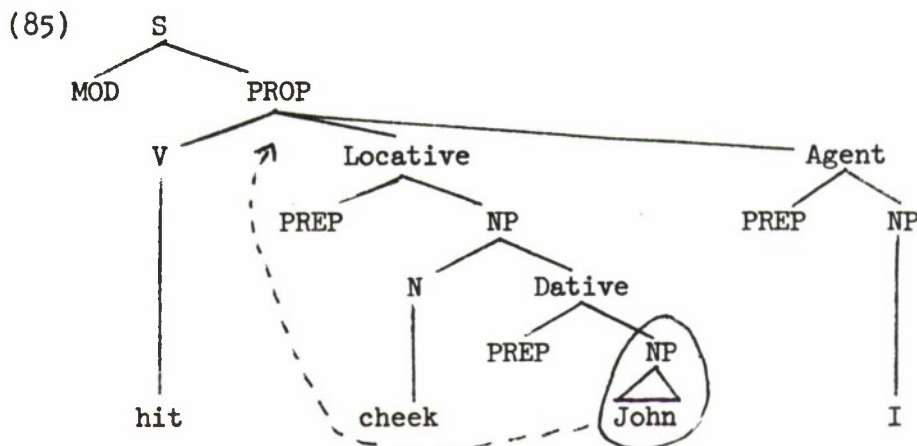 (85) S
MOD PROP
V Locative Agent
PREP NP PREP NP
N Dative
PREP NP
hit cheek John I